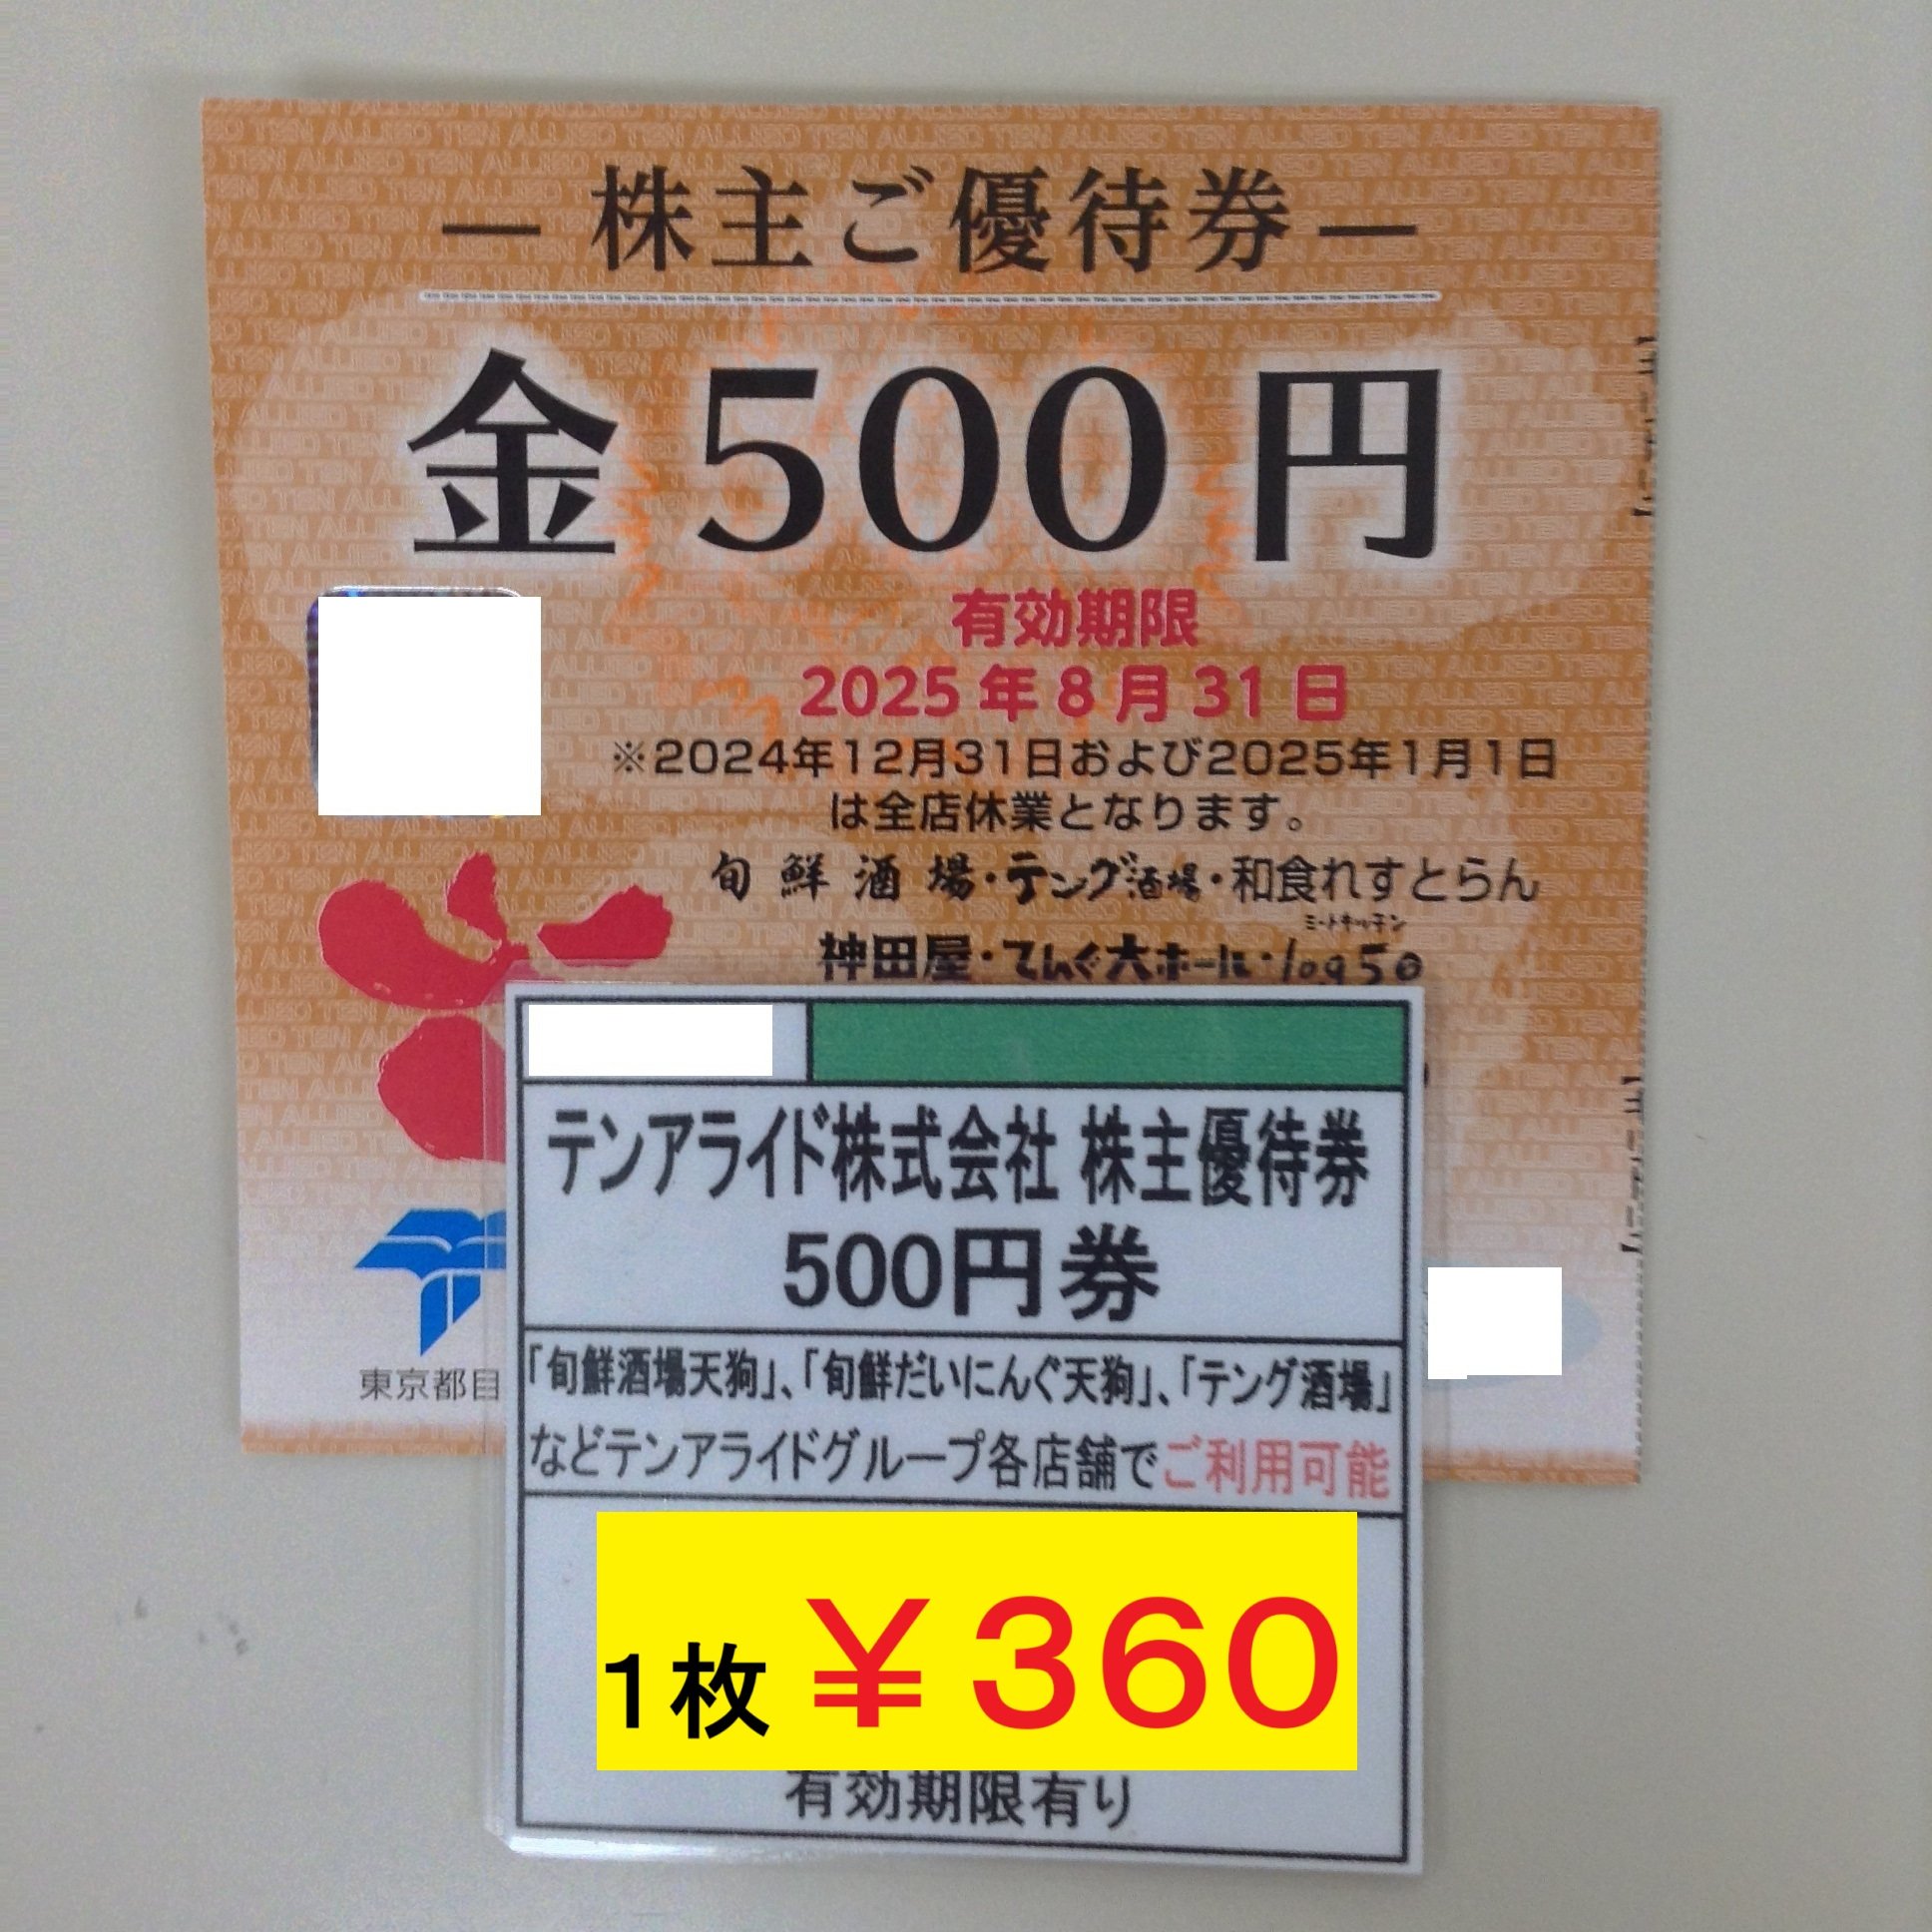 ― 株主ご優待券 ―
金500円
有効期限
2025年8月31日
※2024年12月31日および2025年1月1日
は全店休業となります。
旬鮮酒場・テング酒場・和食れすとらん
ミートキッチン
神田屋・てんぐ大ホール・log50
テンアライド株式会社 株主優待券
500円券
「旬鮮酒場天狗」、「旬鮮だいにんぐ天狗」、「テング酒場」
などテンアライドグループ各店舗でご利用可能
東京都目
1枚 ¥360
有効期限有り